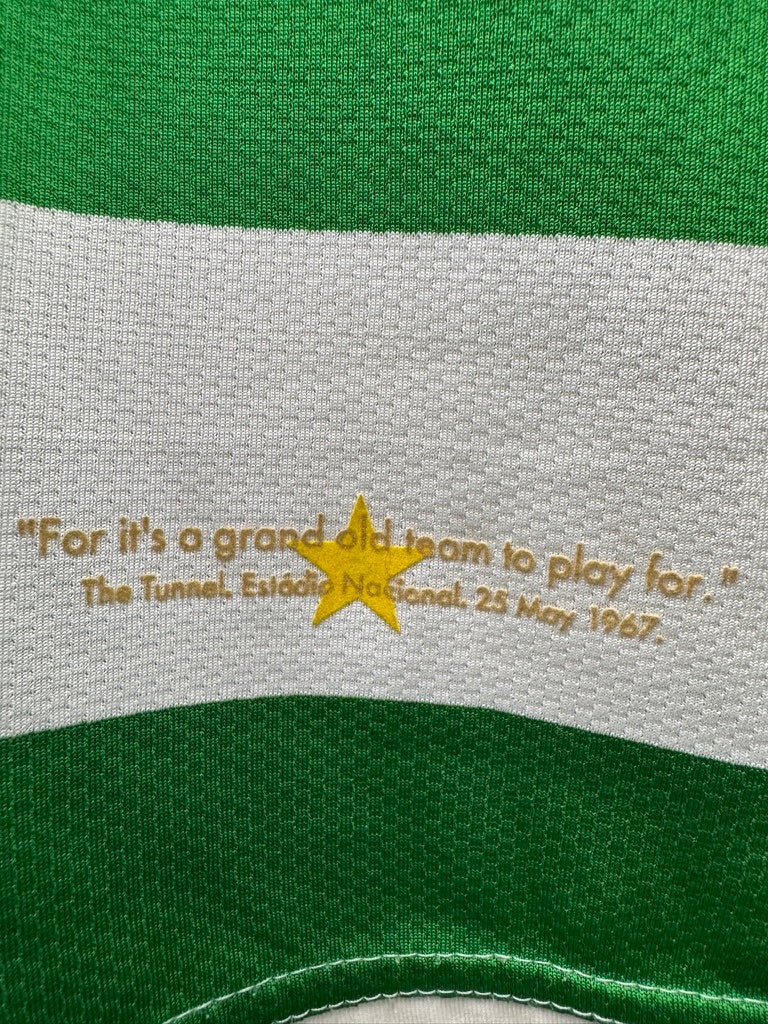 "For it's a grand old team to play for."
The Tunnel. Estádio Nacional. 25 May 1967.